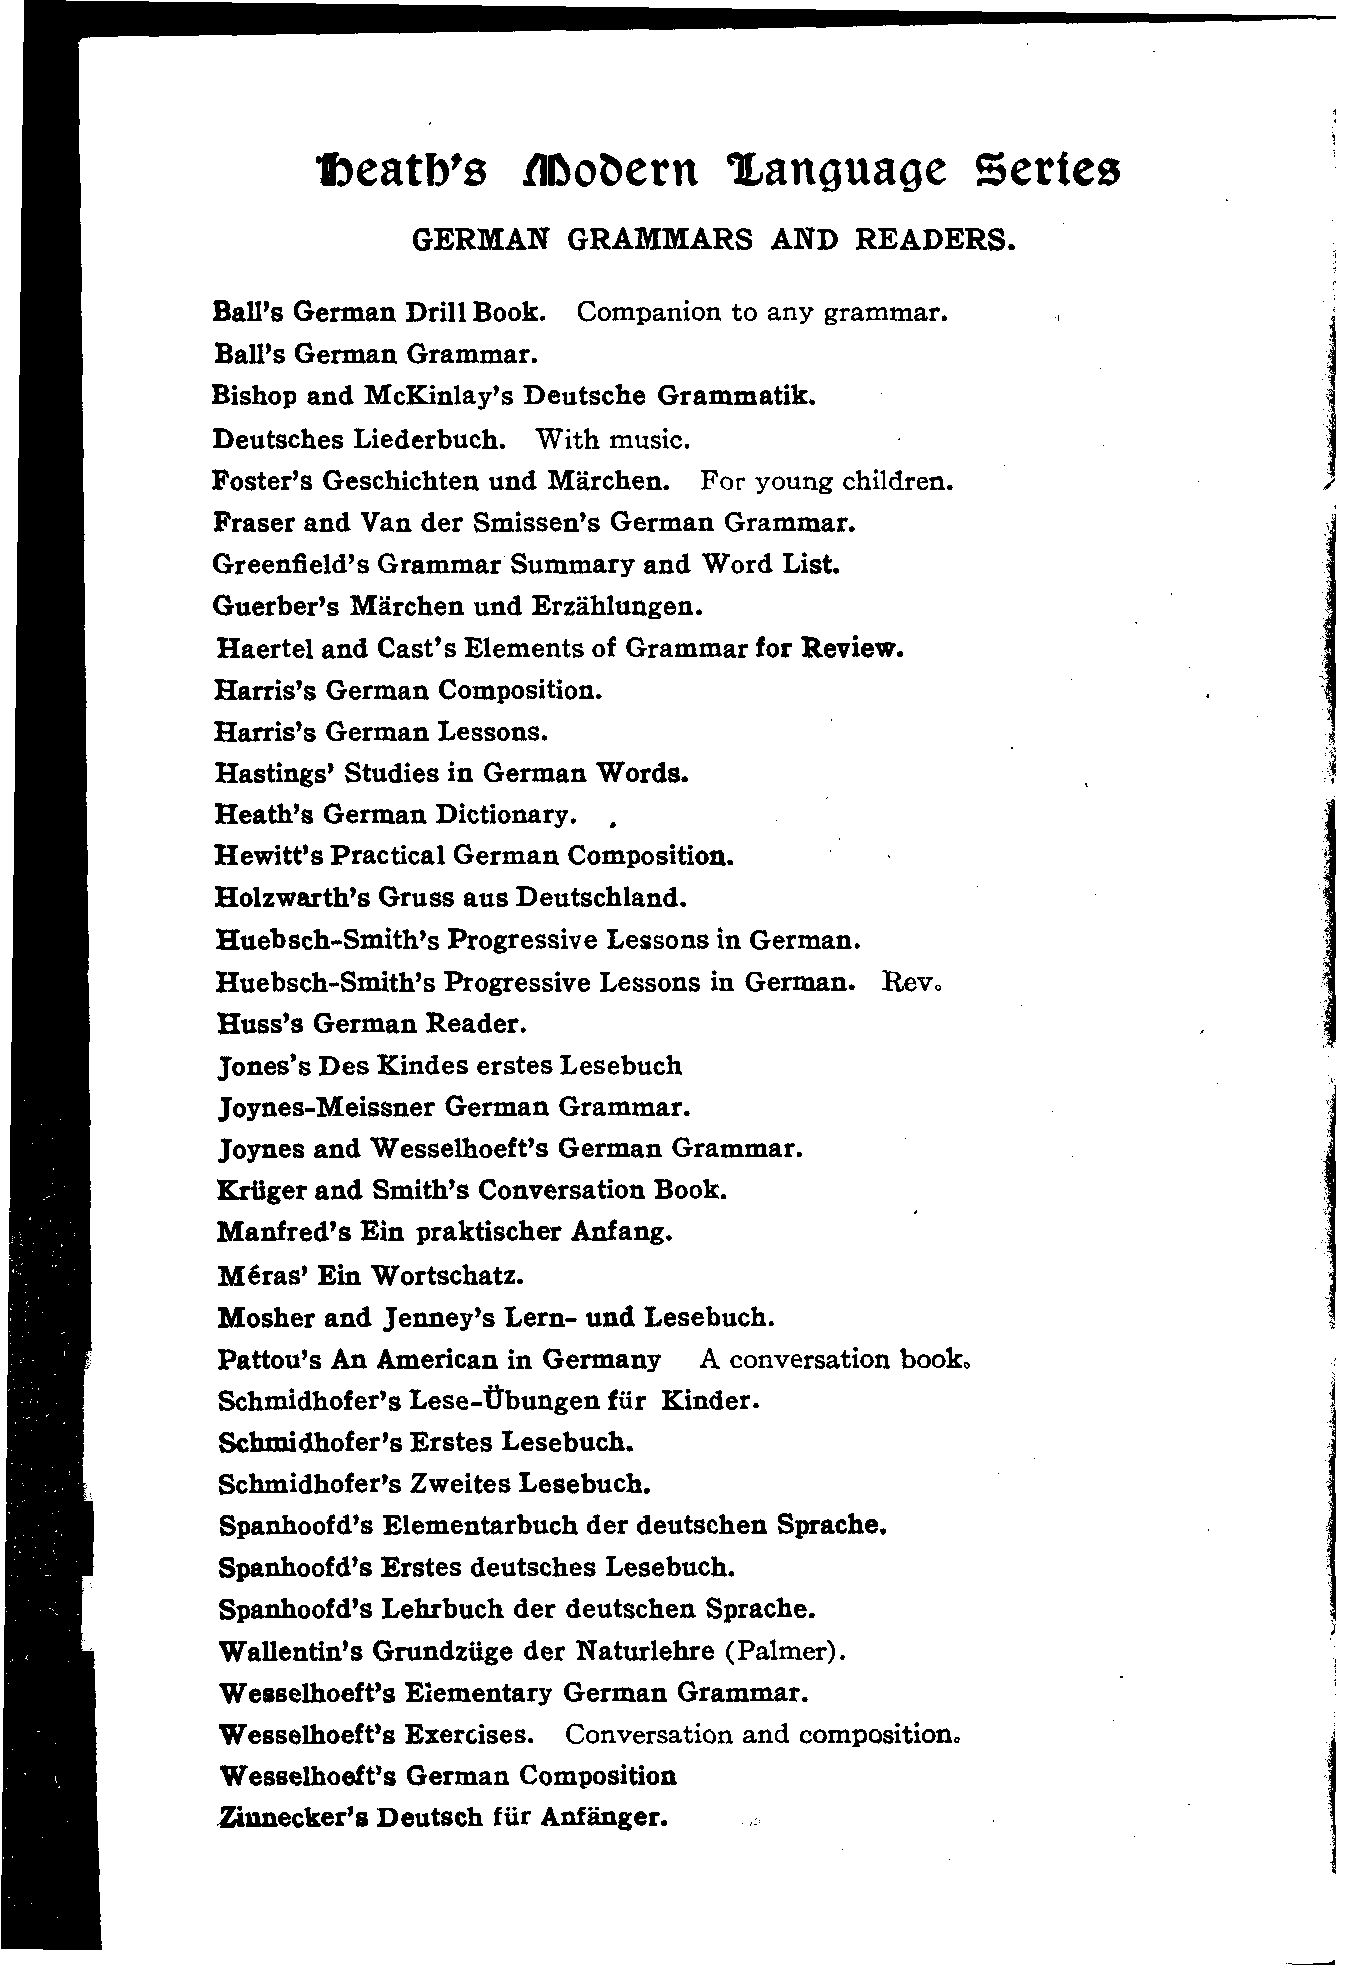 Heath's Modern Language Series
GERMAN GRAMMARS AND READERS.
Ball's German Drill Book. Companion to any grammar.
Ball's German Grammar.
Bishop and McKinlay's Deutsche Grammatik.
Deutsches Liederbuch. With music.
Foster's Geschichten und Märchen. For young children.
Fraser and Van der Smissen's German Grammar.
Greenfield's Grammar Summary and Word List.
Guerber's Märchen und Erzählungen.
Haertel and Cast's Elements of Grammar for Review.
Harris's German Composition.
Harris's German Lessons.
Hastings' Studies in German Words.
Heath's German Dictionary.
Hewitt's Practical German Composition.
Holzwarth's Gruss aus Deutschland.
Huebsch-Smith's Progressive Lessons in German.
Huebsch-Smith's Progressive Lessons in German. Rev.
Huss's German Reader.
Jones's Des Kindes erstes Lesebuch
Joynes-Meissner German Grammar.
Joynes and Wesselhoeft's German Grammar.
Krüger and Smith's Conversation Book.
Manfred's Ein praktischer Anfang.
Méras' Ein Wortschatz.
Mosher and Jenney's Lern- und Lesebuch.
Pattou's An American in Germany A conversation book.
Schmidhofer's Lese-Übungen für Kinder.
Schmidhofer's Erstes Lesebuch.
Schmidhofer's Zweites Lesebuch.
Spanhoofd's Elementarbuch der deutschen Sprache.
Spanhoofd's Erstes deutsches Lesebuch.
Spanhoofd's Lehrbuch der deutschen Sprache.
Wallentin's Grundzüge der Naturlehre (Palmer).
Wesselhoeft's Elementary German Grammar.
Wesselhoeft's Exercises. Conversation and composition.
Wesselhoeft's German Composition
Zinnecker's Deutsch für Anfänger.